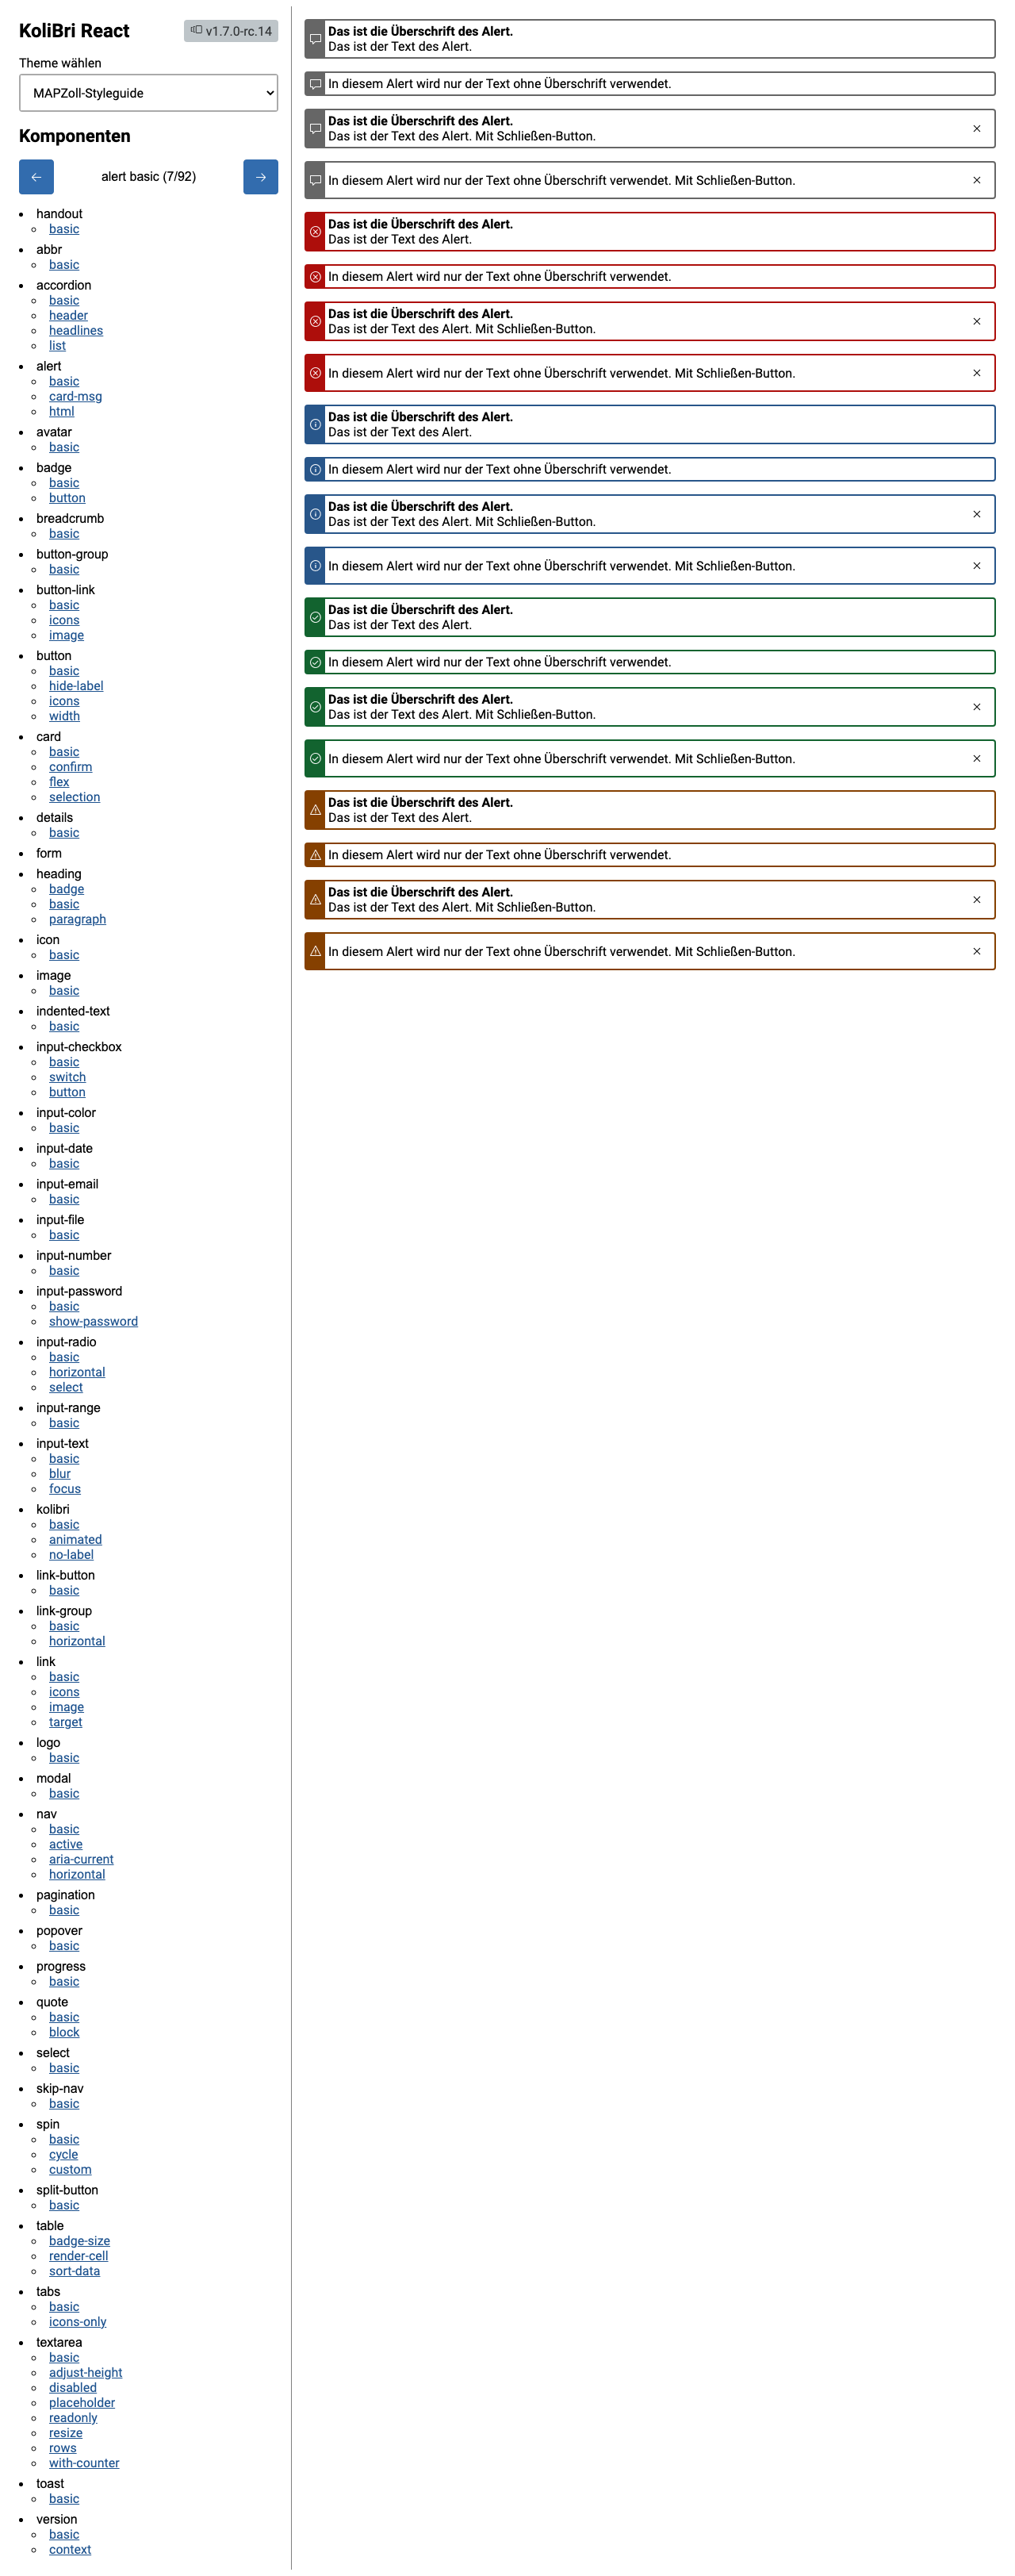 KoliBri React
v1.7.0-rc.14
Theme wählen
MAPZoll-Styleguide
Komponenten
alert basic (7/92)
handout
basic
abbr
basic
accordion
basic
header
headlines
list
alert
basic
card-msg
html
avatar
basic
badge
basic
button
breadcrumb
basic
button-group
basic
button-link
basic
icons
image
button
basic
hide-label
icons
width
card
basic
confirm
flex
selection
details
basic
form
heading
badge
basic
paragraph
icon
basic
image
basic
indented-text
basic
input-checkbox
basic
switch
button
input-color
basic
input-date
basic
input-email
basic
input-file
basic
input-number
basic
input-password
basic
show-password
input-radio
basic
horizontal
select
input-range
basic
input-text
basic
blur
focus
kolibri
basic
animated
no-label
link-button
basic
link-group
basic
horizontal
link
basic
icons
image
target
logo
basic
modal
basic
nav
basic
active
aria-current
horizontal
pagination
basic
popover
basic
progress
basic
quote
basic
block
select
basic
skip-nav
basic
spin
basic
cycle
custom
split-button
basic
table
badge-size
render-cell
sort-data
tabs
basic
icons-only
textarea
basic
adjust-height
disabled
placeholder
readonly
resize
rows
with-counter
toast
basic
version
basic
context
Das ist die Überschrift des Alert.
Das ist der Text des Alert.
In diesem Alert wird nur der Text ohne Überschrift verwendet.
Das ist die Überschrift des Alert.
Das ist der Text des Alert. Mit Schließen-Button.
In diesem Alert wird nur der Text ohne Überschrift verwendet. Mit Schließen-Button.
Das ist die Überschrift des Alert.
Das ist der Text des Alert.
In diesem Alert wird nur der Text ohne Überschrift verwendet.
Das ist die Überschrift des Alert.
Das ist der Text des Alert. Mit Schließen-Button.
In diesem Alert wird nur der Text ohne Überschrift verwendet. Mit Schließen-Button.
Das ist die Überschrift des Alert.
Das ist der Text des Alert.
In diesem Alert wird nur der Text ohne Überschrift verwendet.
Das ist die Überschrift des Alert.
Das ist der Text des Alert. Mit Schließen-Button.
In diesem Alert wird nur der Text ohne Überschrift verwendet. Mit Schließen-Button.
Das ist die Überschrift des Alert.
Das ist der Text des Alert.
In diesem Alert wird nur der Text ohne Überschrift verwendet.
Das ist die Überschrift des Alert.
Das ist der Text des Alert. Mit Schließen-Button.
In diesem Alert wird nur der Text ohne Überschrift verwendet. Mit Schließen-Button.
Das ist die Überschrift des Alert.
Das ist der Text des Alert.
In diesem Alert wird nur der Text ohne Überschrift verwendet.
Das ist die Überschrift des Alert.
Das ist der Text des Alert. Mit Schließen-Button.
In diesem Alert wird nur der Text ohne Überschrift verwendet. Mit Schließen-Button.